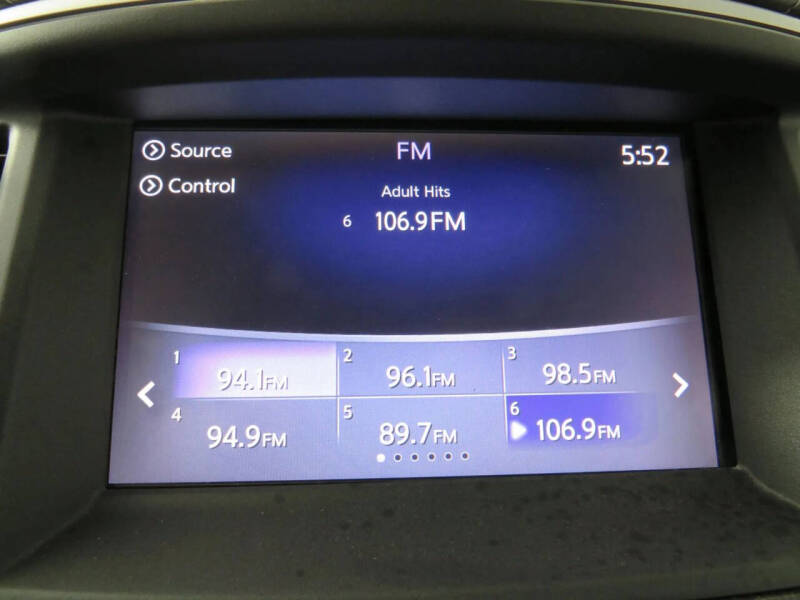 Source
FM
5:52
Control
Adult Hits
6 106.9FM
1 94.1FM
2 96.1FM
3 98.5FM
4 94.9FM
5 89.7FM
6 106.9FM